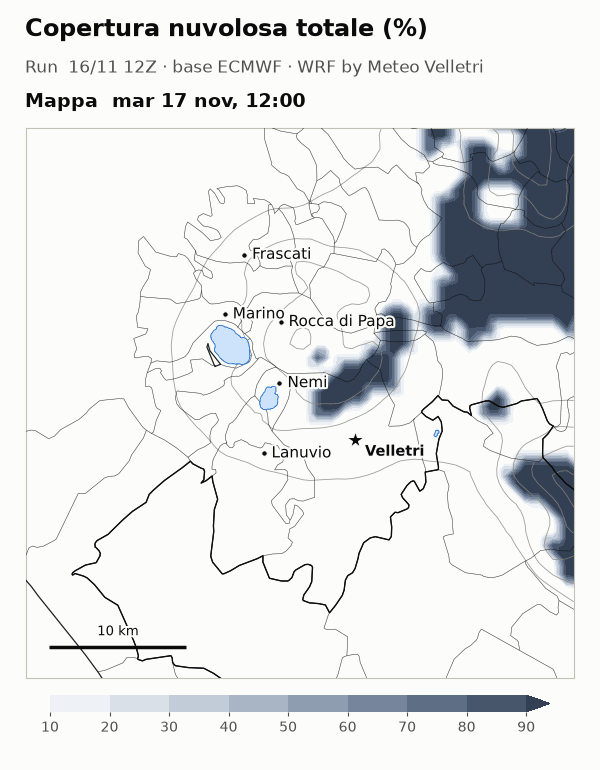 Copertura nuvolosa totale (%)
Run  16/11 12Z · base ECMWF · WRF by Meteo Velletri
Mappa  mar 17 nov, 12:00
Frascati
Marino
Rocca di Papa
Nemi
Velletri
Lanuvio
10 km
10 20 30 40 50 60 70 80 90